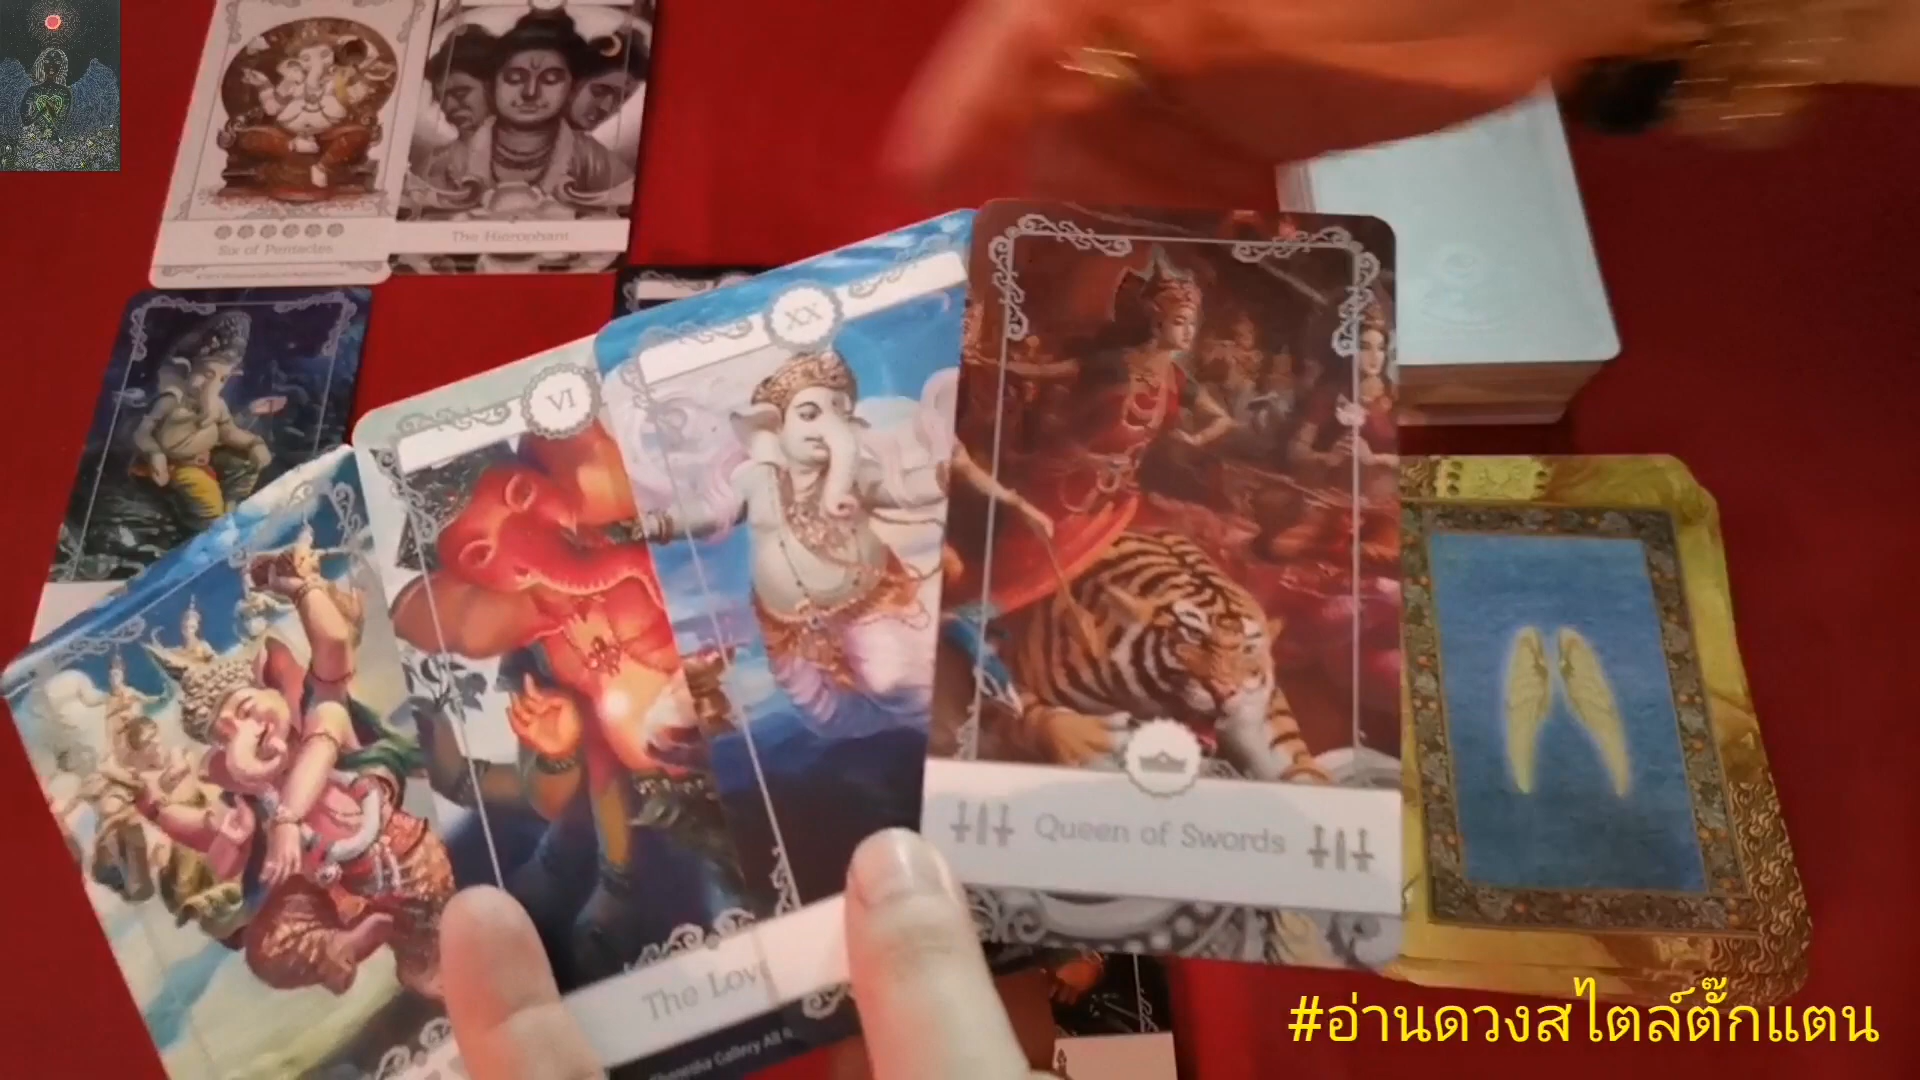 Six of Pentacles
The Hierophant
VI
XX
Queen of Swords
The Lov
#อ่านดวงสไตล์ตั๊กแตน